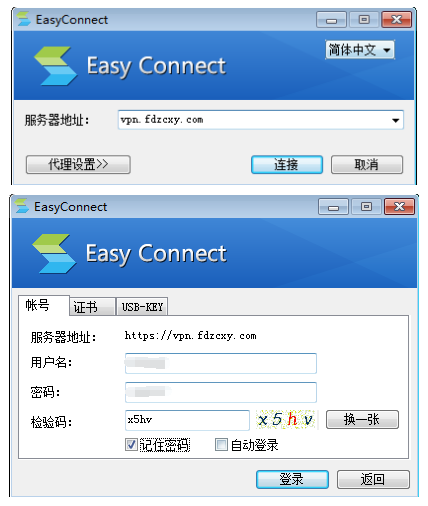 EasyConnect
简体中文
Easy Connect
服务器地址: vpn.fdzcxy.com
代理设置>> 连接 取消
EasyConnect
Easy Connect
帐号 证书 USB-KEY
服务器地址: https://vpn.fdzcxy.com
用户名:
密码:
检验码: x5hv x5hv 换一张
记住密码 自动登录
登录 返回